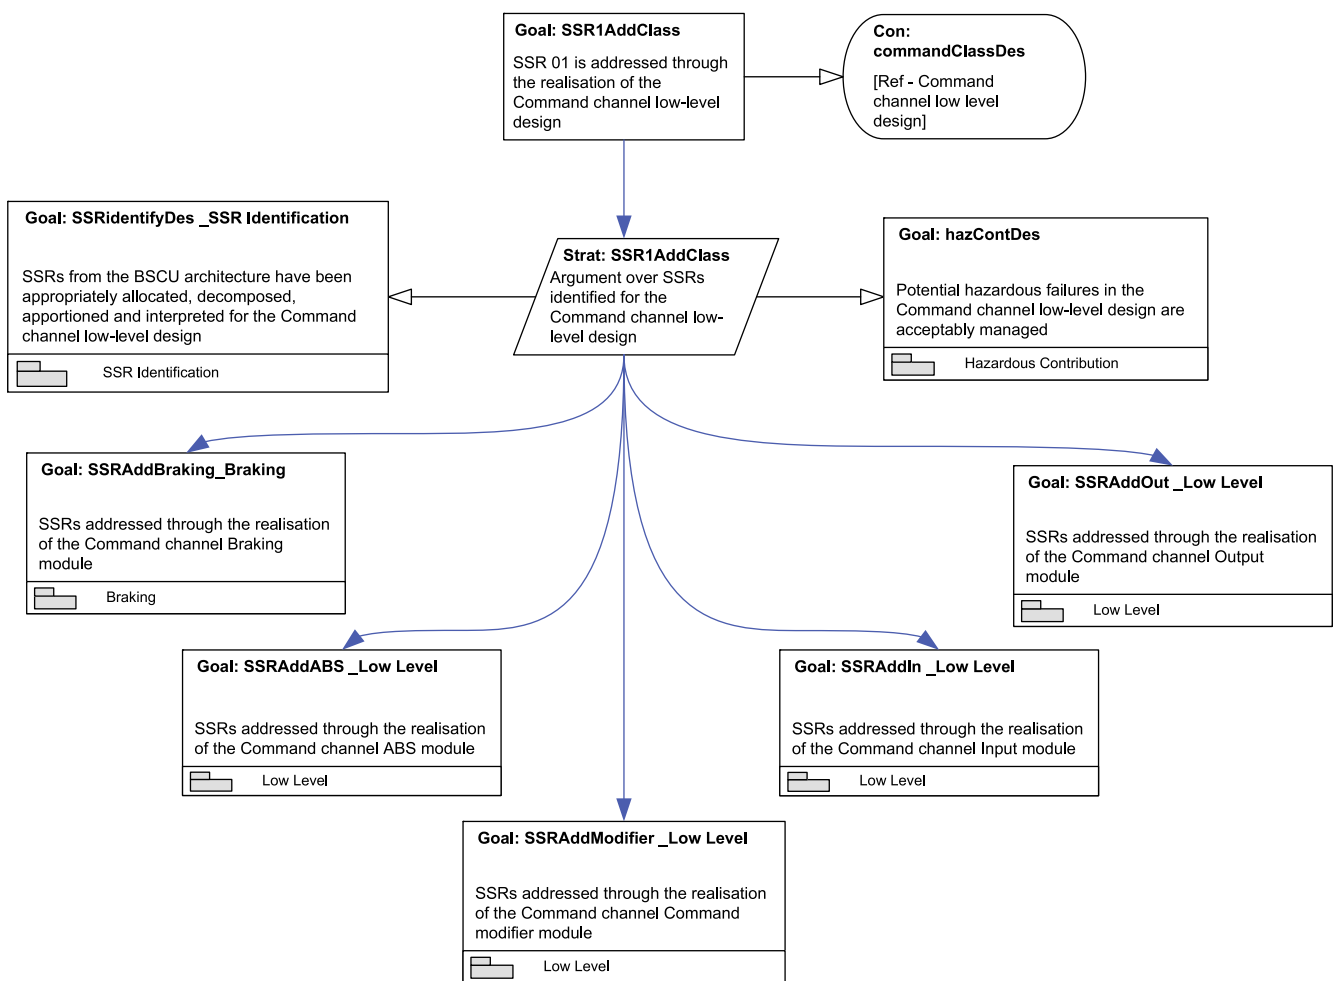 Goal: SSR1AddClass
SSR 01 is addressed through
the realisation of the
Command channel low-level
design
Con:
commandClassDes
[Ref - Command
channel low level
design]
Goal: SSRidentifyDes _SSR Identification
SSRs from the BSCU architecture have been
appropriately allocated, decomposed,
apportioned and interpreted for the Command
channel low-level design
SSR Identification
Strat: SSR1AddClass
Argument over SSRs
identified for the
Command channel low-
level design
Goal: hazContDes
Potential hazardous failures in the
Command channel low-level design are
acceptably managed
Hazardous Contribution
Goal: SSRAddBraking_Braking
SSRs addressed through the realisation
of the Command channel Braking
module
Braking
Goal: SSRAddOut _Low Level
SSRs addressed through the realisation
of the Command channel Output
module
Low Level
Goal: SSRAddABS _Low Level
SSRs addressed through the realisation
of the Command channel ABS module
Low Level
Goal: SSRAddIn _Low Level
SSRs addressed through the realisation
of the Command channel Input module
Low Level
Goal: SSRAddModifier _Low Level
SSRs addressed through the realisation
of the Command channel Command
modifier module
Low Level